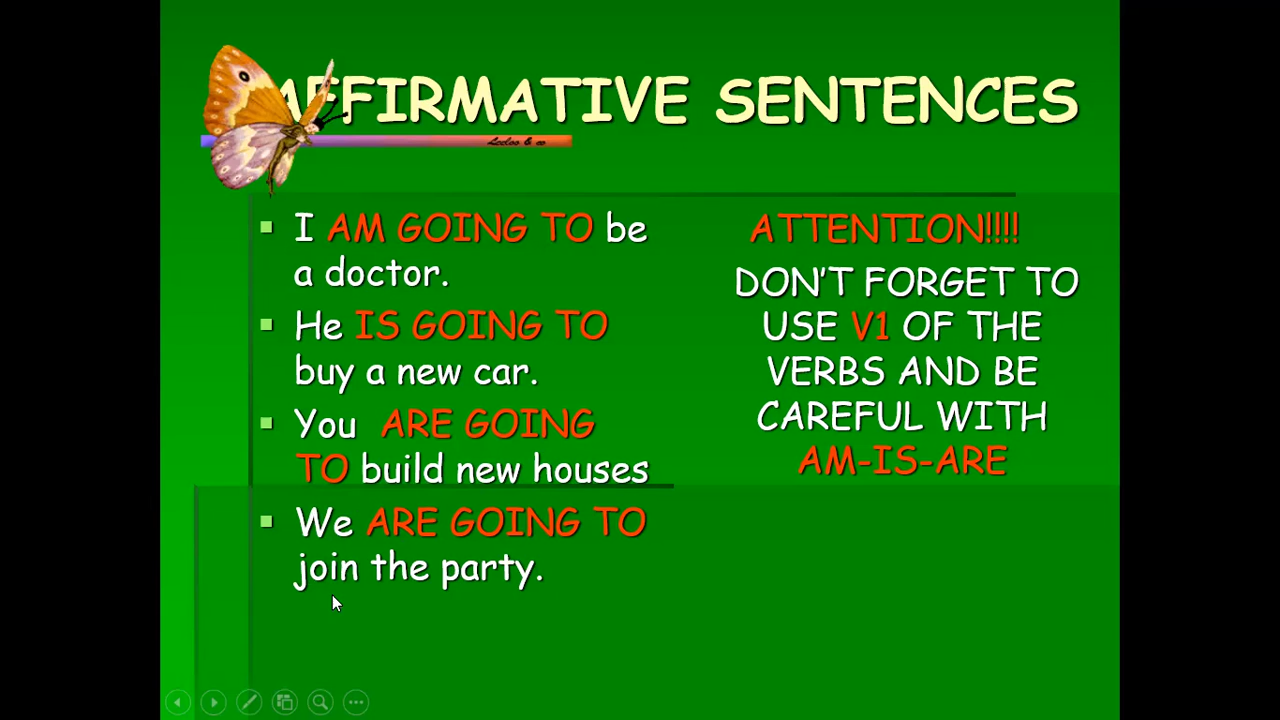 AFFIRMATIVE SENTENCES
Leeloo & co
I AM GOING TO be
a doctor.
He IS GOING TO
buy a new car.
You ARE GOING
TO build new houses
We ARE GOING TO
join the party.
ATTENTION!!!!
DON'T FORGET TO
USE V1 OF THE
VERBS AND BE
CAREFUL WITH
AM-IS-ARE